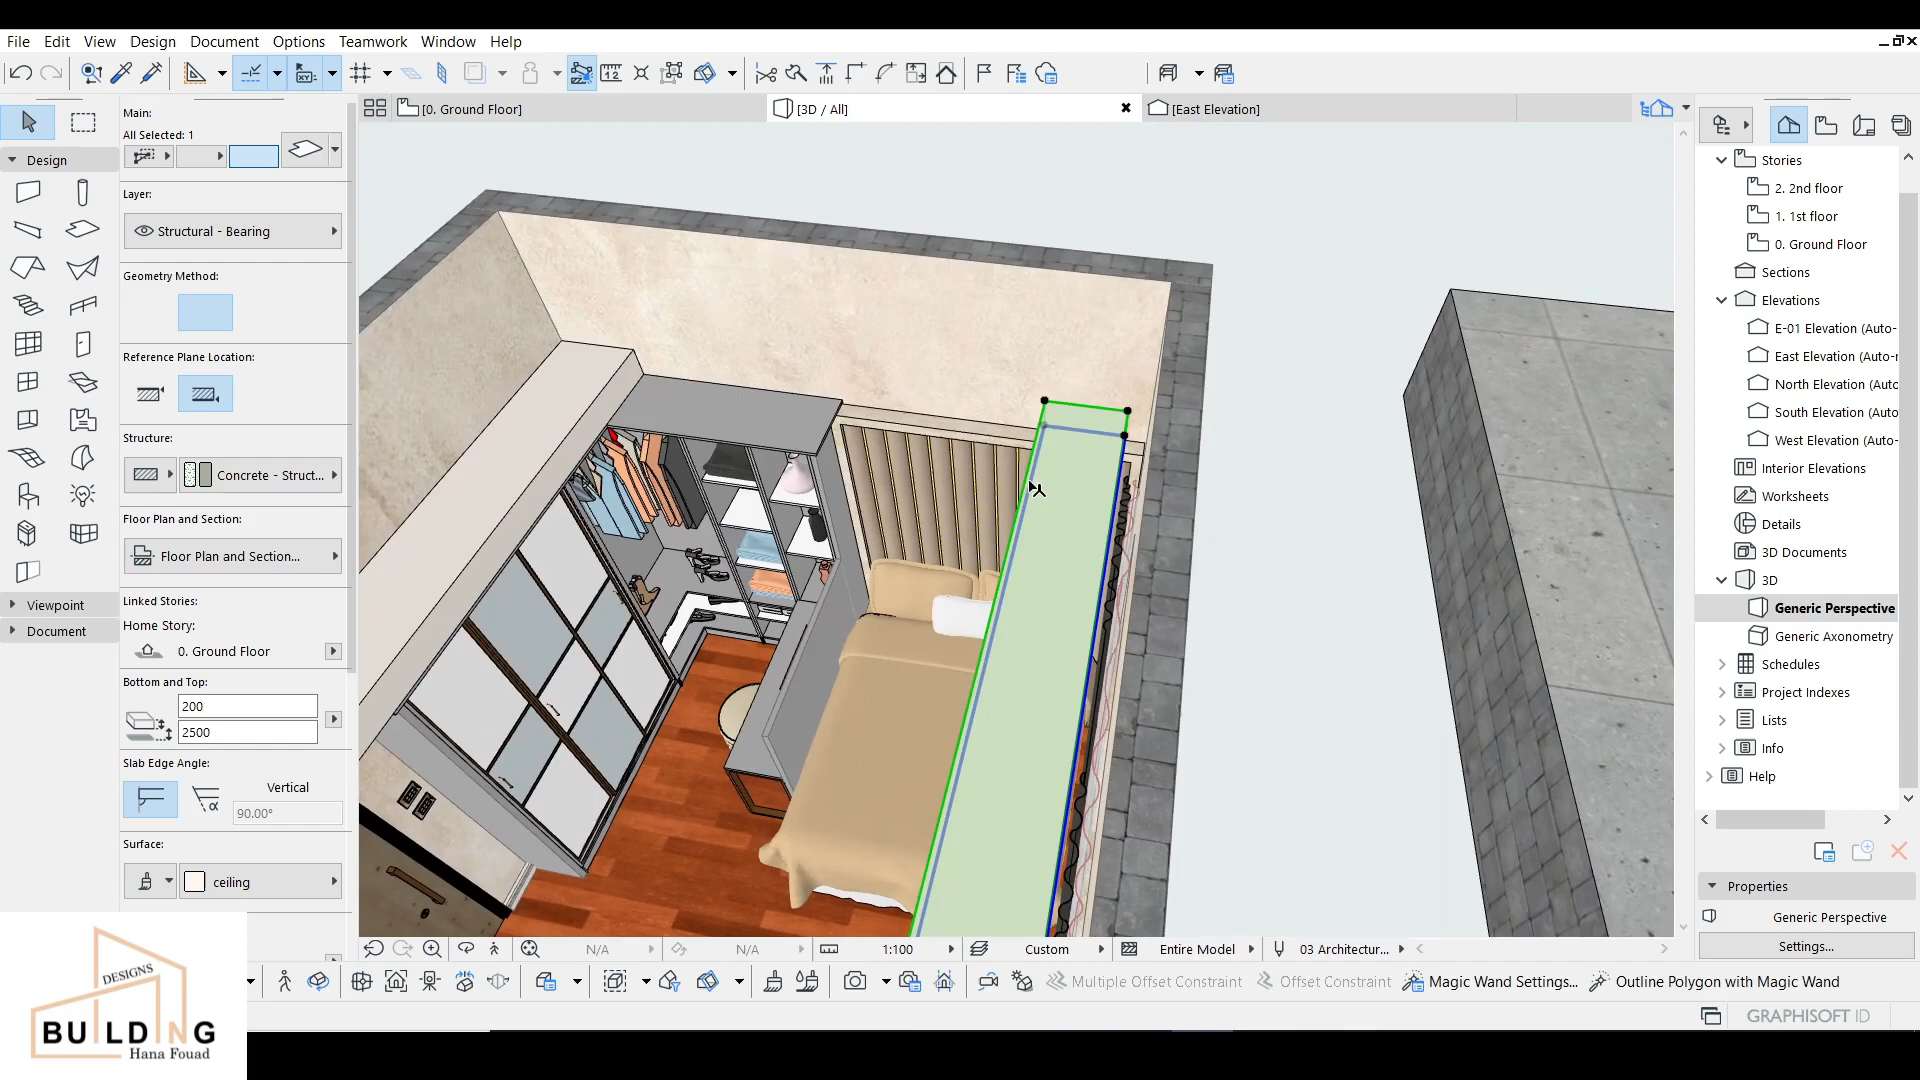 File Edit View Design Document Options Teamwork Window Help
[0. Ground Floor]
[3D / All]
[East Elevation]
Main:
All Selected: 1
Layer:
Structural - Bearing
Geometry Method:
Reference Plane Location:
Structure:
Concrete - Struct...
Floor Plan and Section:
Floor Plan and Section...
Linked Stories:
Home Story:
0. Ground Floor
Bottom and Top:
200
2500
Slab Edge Angle:
Vertical
90.00°
Surface:
ceiling
Design
Viewpoint
Document
Stories
2. 2nd floor
1. 1st floor
0. Ground Floor
Sections
Elevations
E-01 Elevation (Auto-
East Elevation (Auto-r
North Elevation (Auto
South Elevation (Auto
West Elevation (Auto-
Interior Elevations
Worksheets
Details
3D Documents
3D
Generic Perspective
Generic Axonometry
Schedules
Project Indexes
Lists
Info
Help
Properties
Generic Perspective
Settings...
N/A
N/A
1:100
Custom
Entire Model
03 Architectur...
Multiple Offset Constraint
Offset Constraint
Magic Wand Settings...
Outline Polygon with Magic Wand
GRAPHISOFT ID
DESIGNS
BUILDING
Hana Fouad